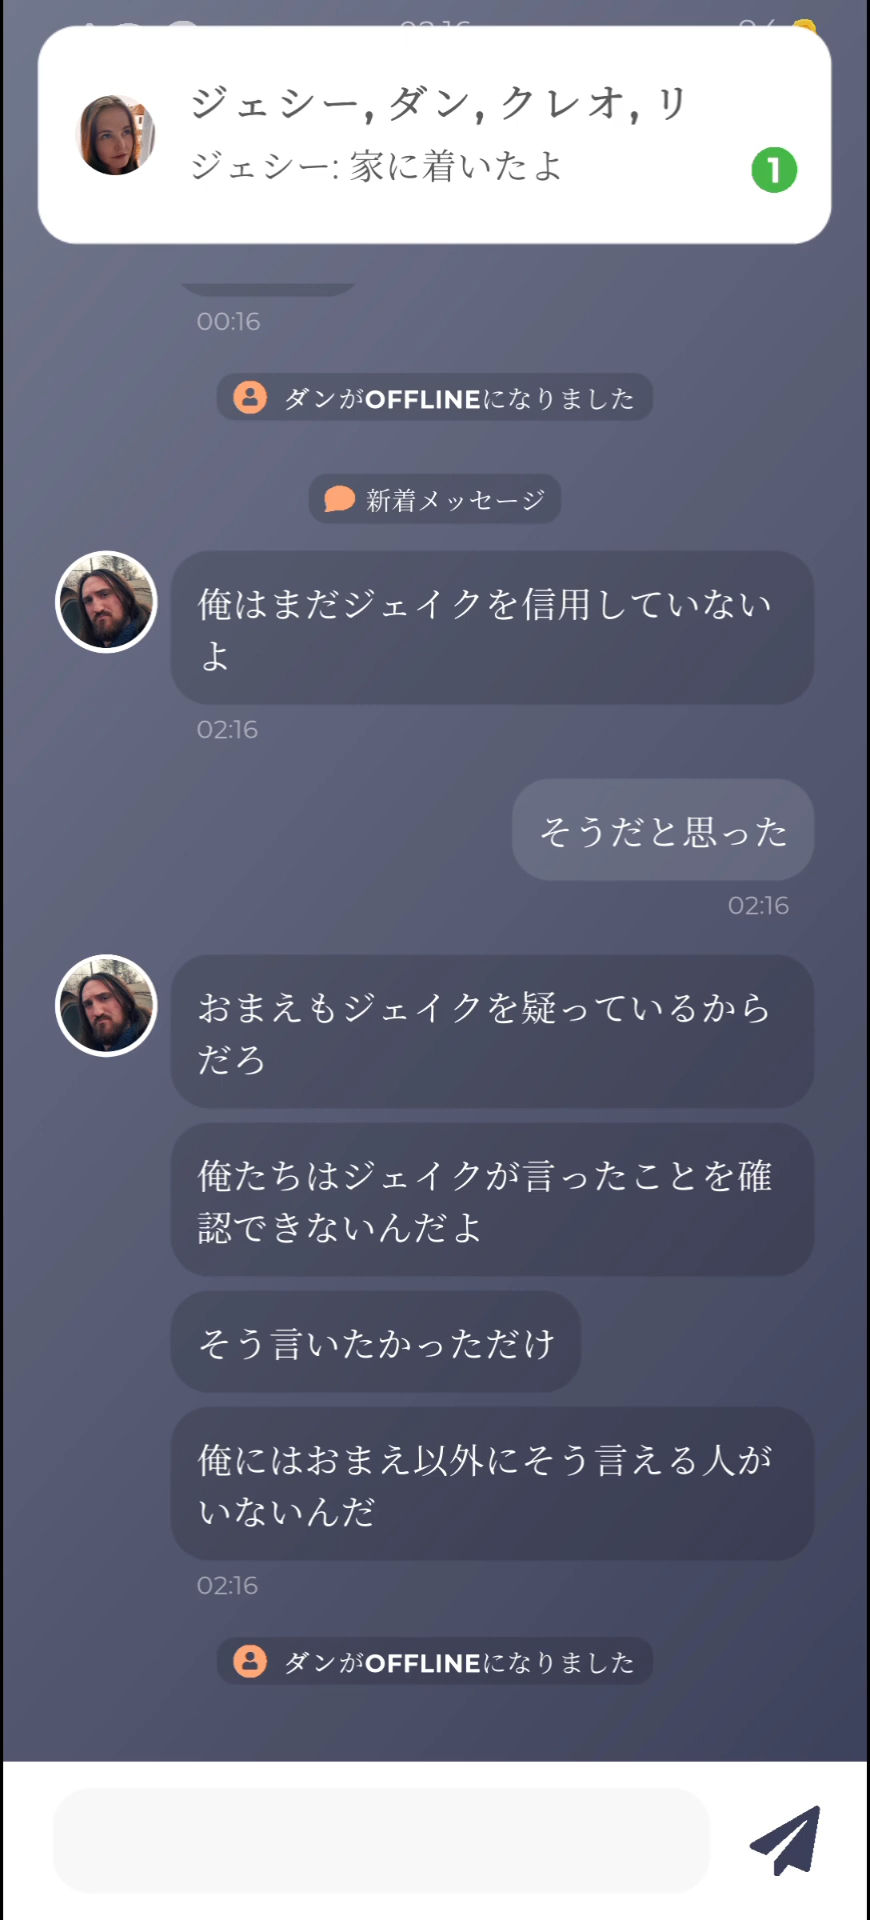 ジェシー, ダン, クレオ, リ
ジェシー: 家に着いたよ
1
00:16
ダンがOFFLINEになりました
新着メッセージ
俺はまだジェイクを信用していない
よ
02:16
そうだと思った
02:16
おまえもジェイクを疑っているから
だろ
俺たちはジェイクが言ったことを確
認できないんだよ
そう言いたかっただけ
俺にはおまえ以外にそう言える人が
いないんだ
02:16
ダンがOFFLINEになりました